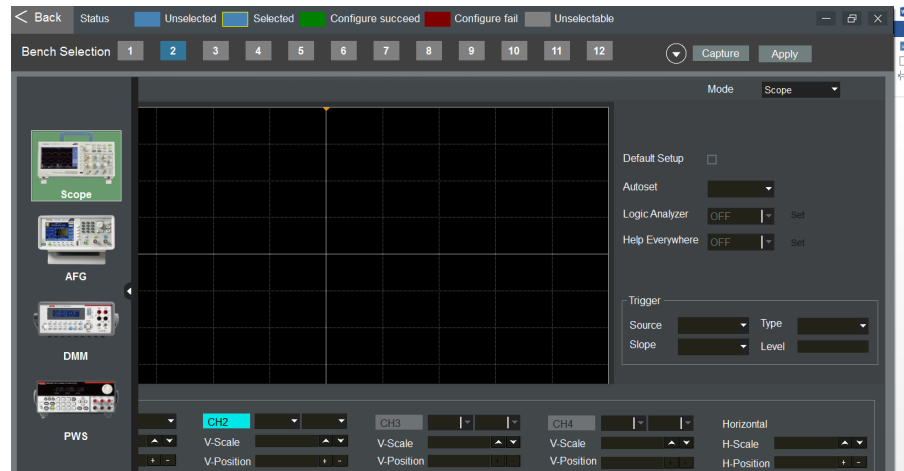 < Back Status Unselected Selected Configure succeed Configure fail Unselectable
Bench Selection 1 2 3 4 5 6 7 8 9 10 11 12 Capture Apply
Mode Scope
Default Setup
Scope
Autoset
Logic Analyzer OFF Set
Help Everywhere OFF Set
AFG
Trigger
Source Type
Slope Level
DMM
PWS
CH2 CH3 CH4 Horizontal
V-Scale V-Scale V-Scale H-Scale
+ - V-Position + - V-Position + - V-Position + - H-Position + -